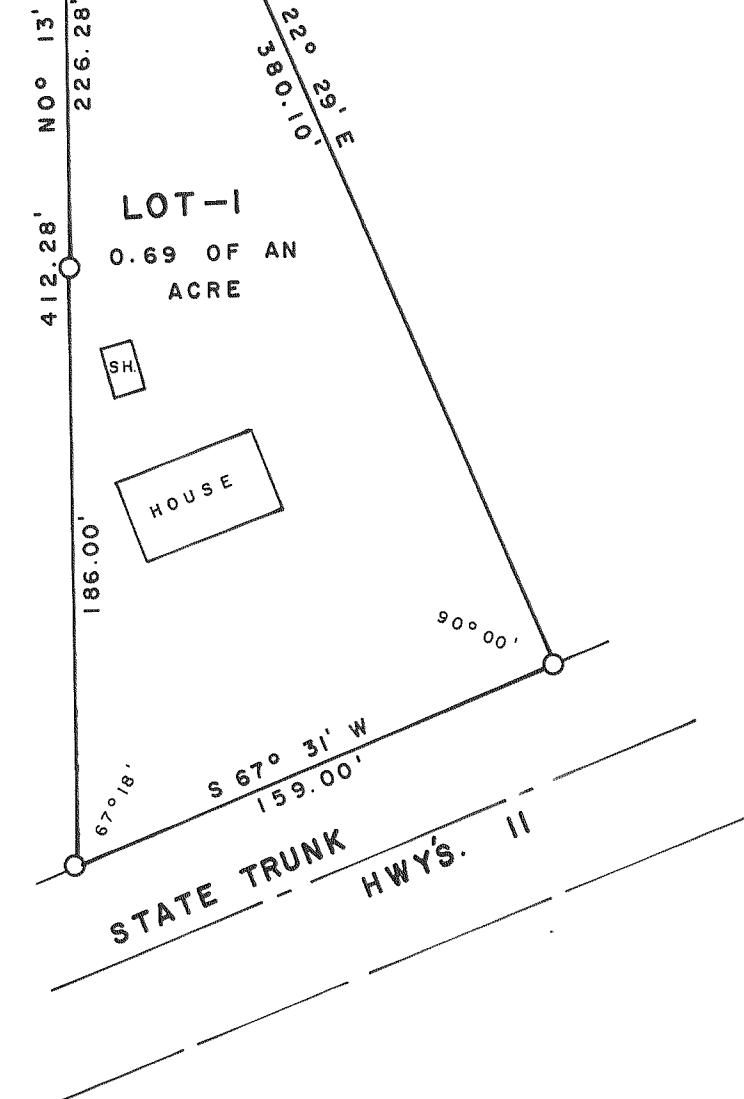 N0° 13'
226.28'
22° 29' E
380.10'
LOT-1
412.28'
0.69 OF AN
ACRE
SH.
HOUSE
186.00'
90° 00'
S 67° 31' W
67° 18'
159.00'
STATE TRUNK
HWY'S. 11